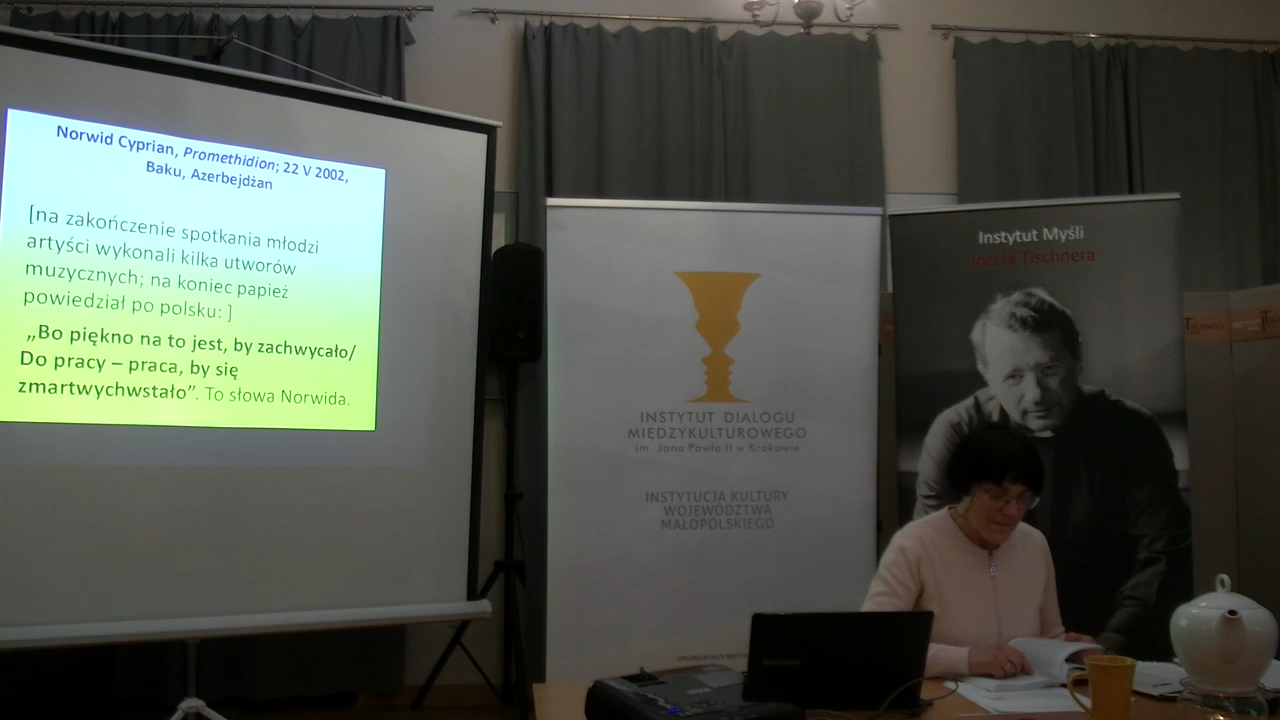 Norwid Cyprian, Promethidion; 22 V 2002,
Baku, Azerbejdżan
[na zakończenie spotkania młodzi
artyści wykonali kilka utworów
muzycznych; na koniec papież
powiedział po polsku: ]
„Bo piękno na to jest, by zachwycało/
Do pracy – praca, by się
zmartwychwstało”. To słowa Norwida.
INSTYTUT DIALOGU
MIĘDZYKULTUROWEGO
im. Jana Pawła II w Krakowie
INSTYTUCJA KULTURY
WOJEWÓDZTWA
MAŁOPOLSKIEGO
Instytut Myśli
Józefa Tischnera